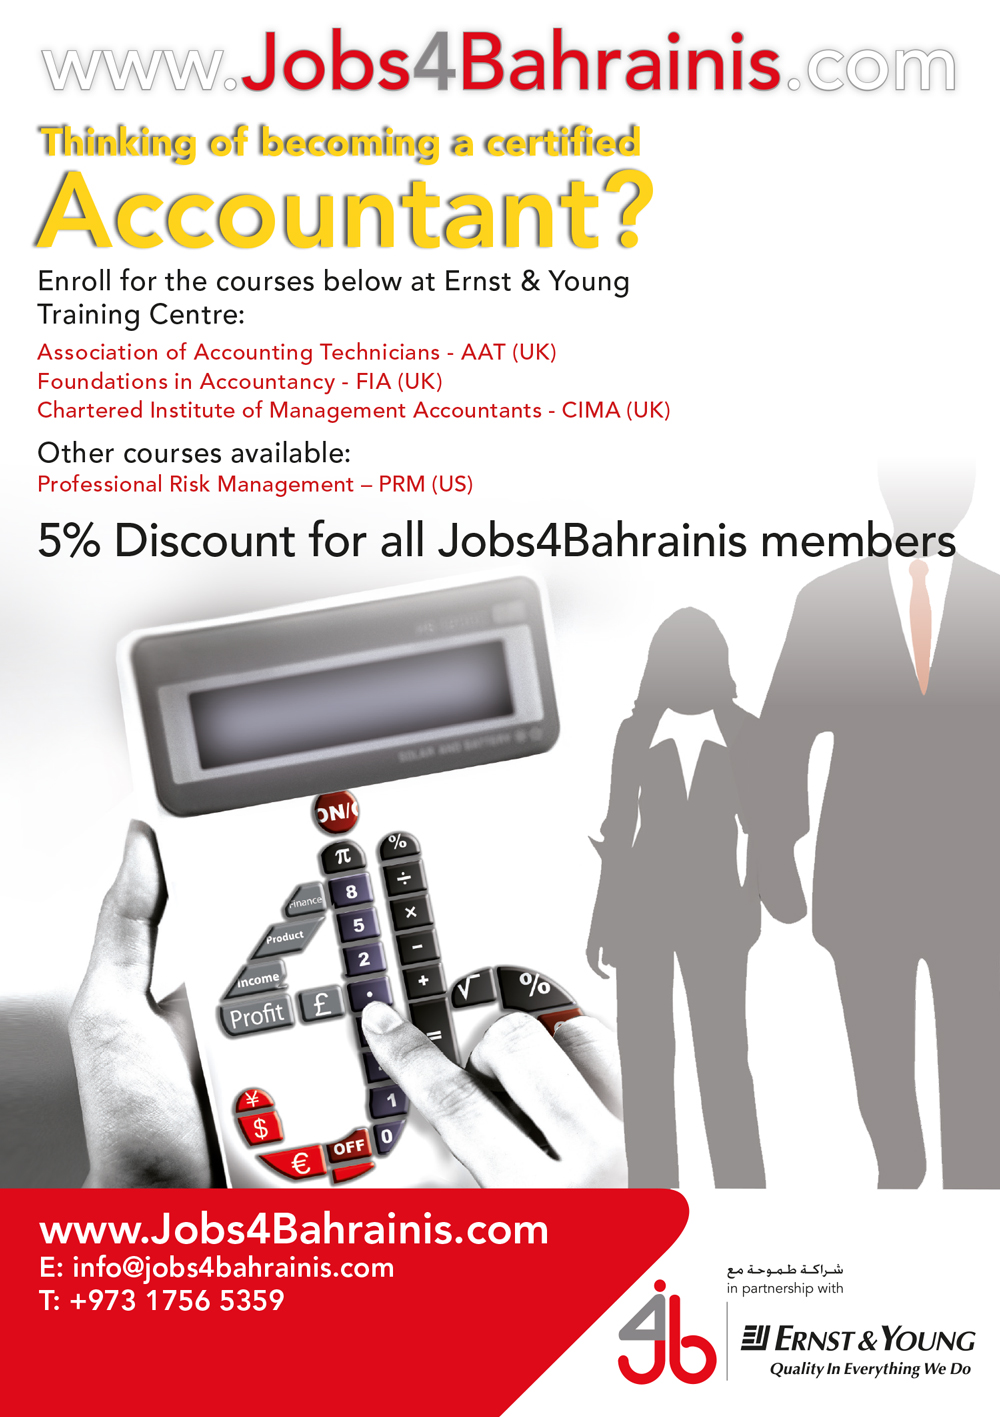 www.Jobs4Bahrainis.com
Thinking of becoming a certified
Accountant?
Enroll for the courses below at Ernst & Young
Training Centre:
Association of Accounting Technicians - AAT (UK)
Foundations in Accountancy - FIA (UK)
Chartered Institute of Management Accountants - CIMA (UK)
Other courses available:
Professional Risk Management – PRM (US)
5% Discount for all Jobs4Bahrainis members
SOLAR AND BATTERY
ON/C
π %
8 ÷
Finance
5 ×
Product
2 -
Income
. + √ %
Profit £
=
1
¥
$
0
OFF
€
www.Jobs4Bahrainis.com
E: info@jobs4bahrainis.com
T: +973 1756 5359
4jb
شراكة طموحة مع
in partnership with
ERNST & YOUNG
Quality In Everything We Do